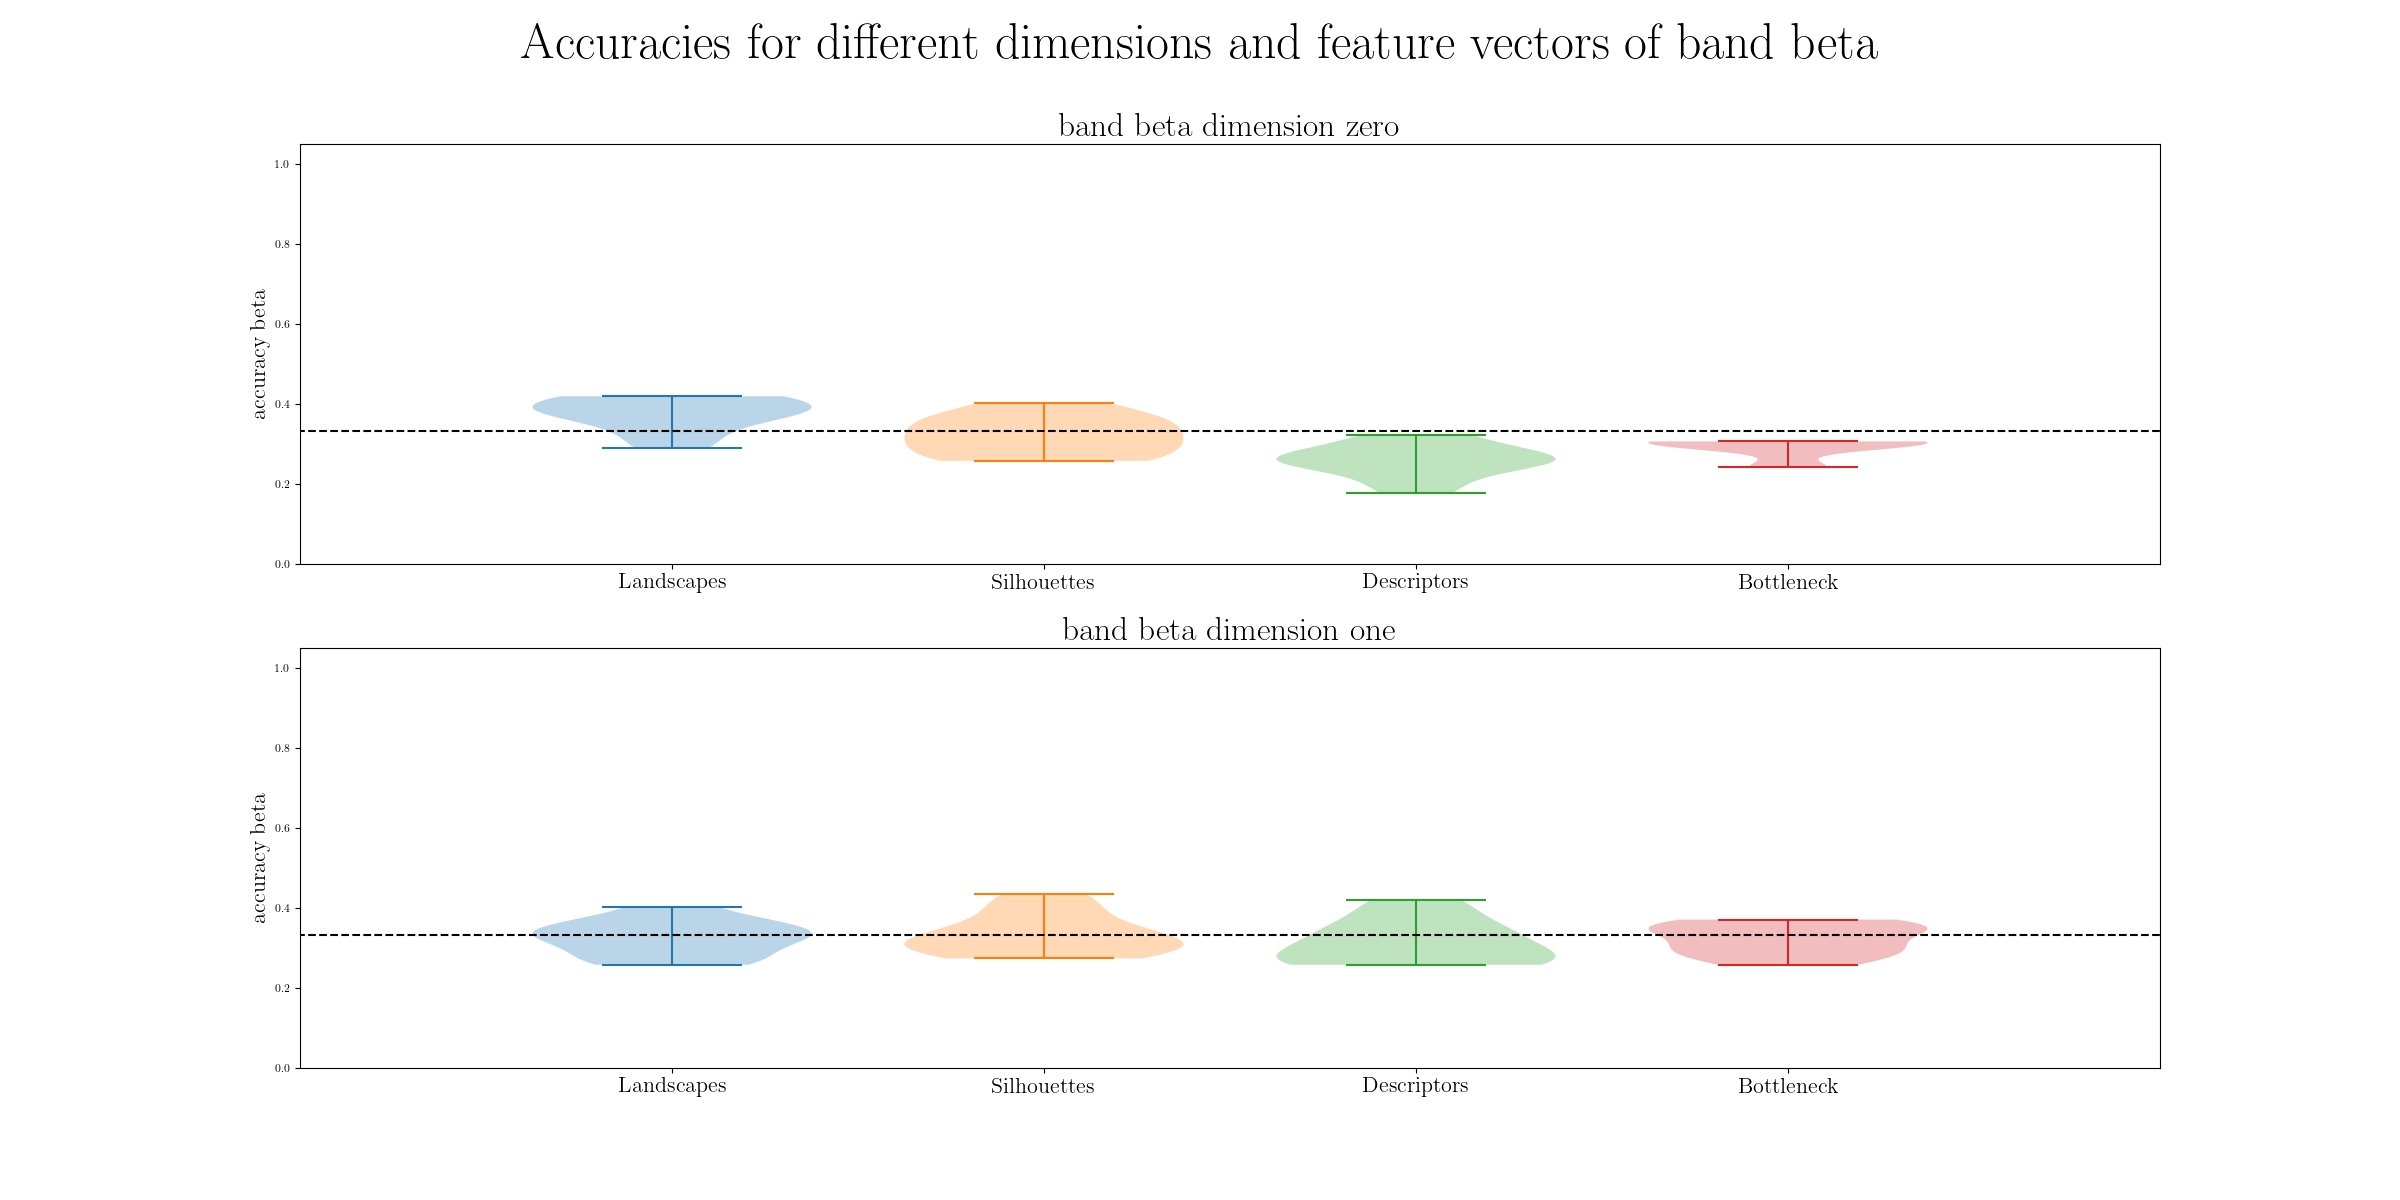 Accuracies for different dimensions and feature vectors of band beta
band beta dimension zero
accuracy beta
1.0
0.8
0.6
0.4
0.2
0.0
Landscapes Silhouettes Descriptors Bottleneck
band beta dimension one
accuracy beta
1.0
0.8
0.6
0.4
0.2
0.0
Landscapes Silhouettes Descriptors Bottleneck